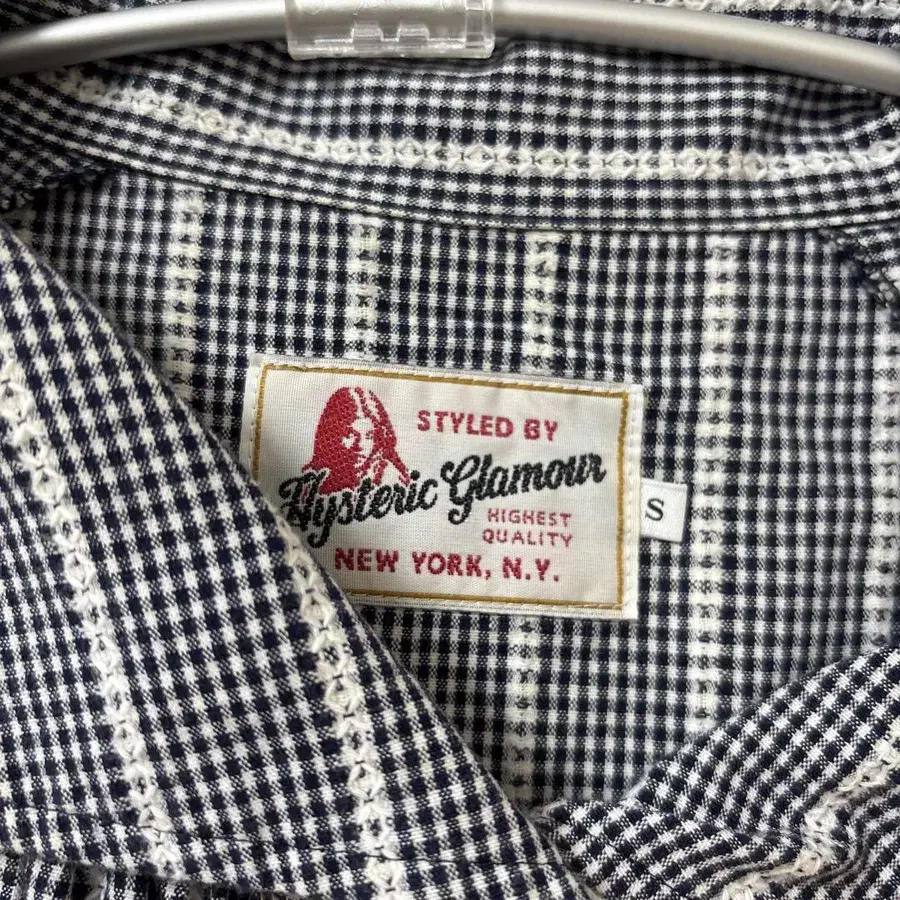 STYLED BY
Hysteric Glamour
HIGHEST
QUALITY
NEW YORK, N.Y.
S